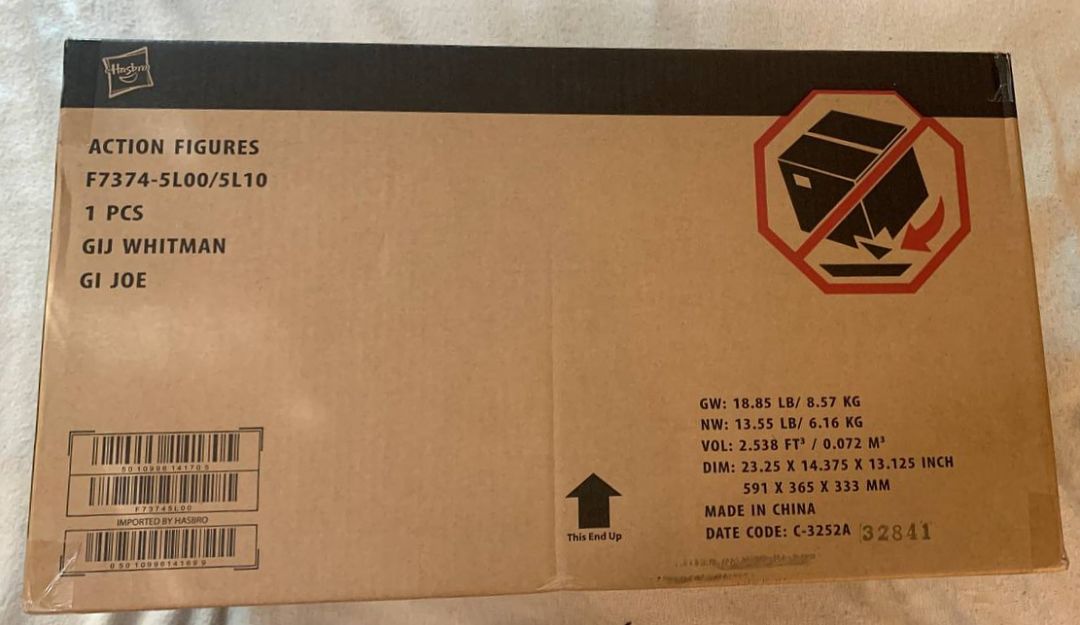 Hasbro
ACTION FIGURES
F7374-5L00/5L10
1 PCS
GIJ WHITMAN
GI JOE
5010996141705
F73745L00
IMPORTED BY HASBRO
This End Up
GW: 18.85 LB/ 8.57 KG
NW: 13.55 LB/ 6.16 KG
VOL: 2.538 FT³ / 0.072 M³
DIM: 23.25 X 14.375 X 13.125 INCH
591 X 365 X 333 MM
MADE IN CHINA
DATE CODE: C-3252A 32841